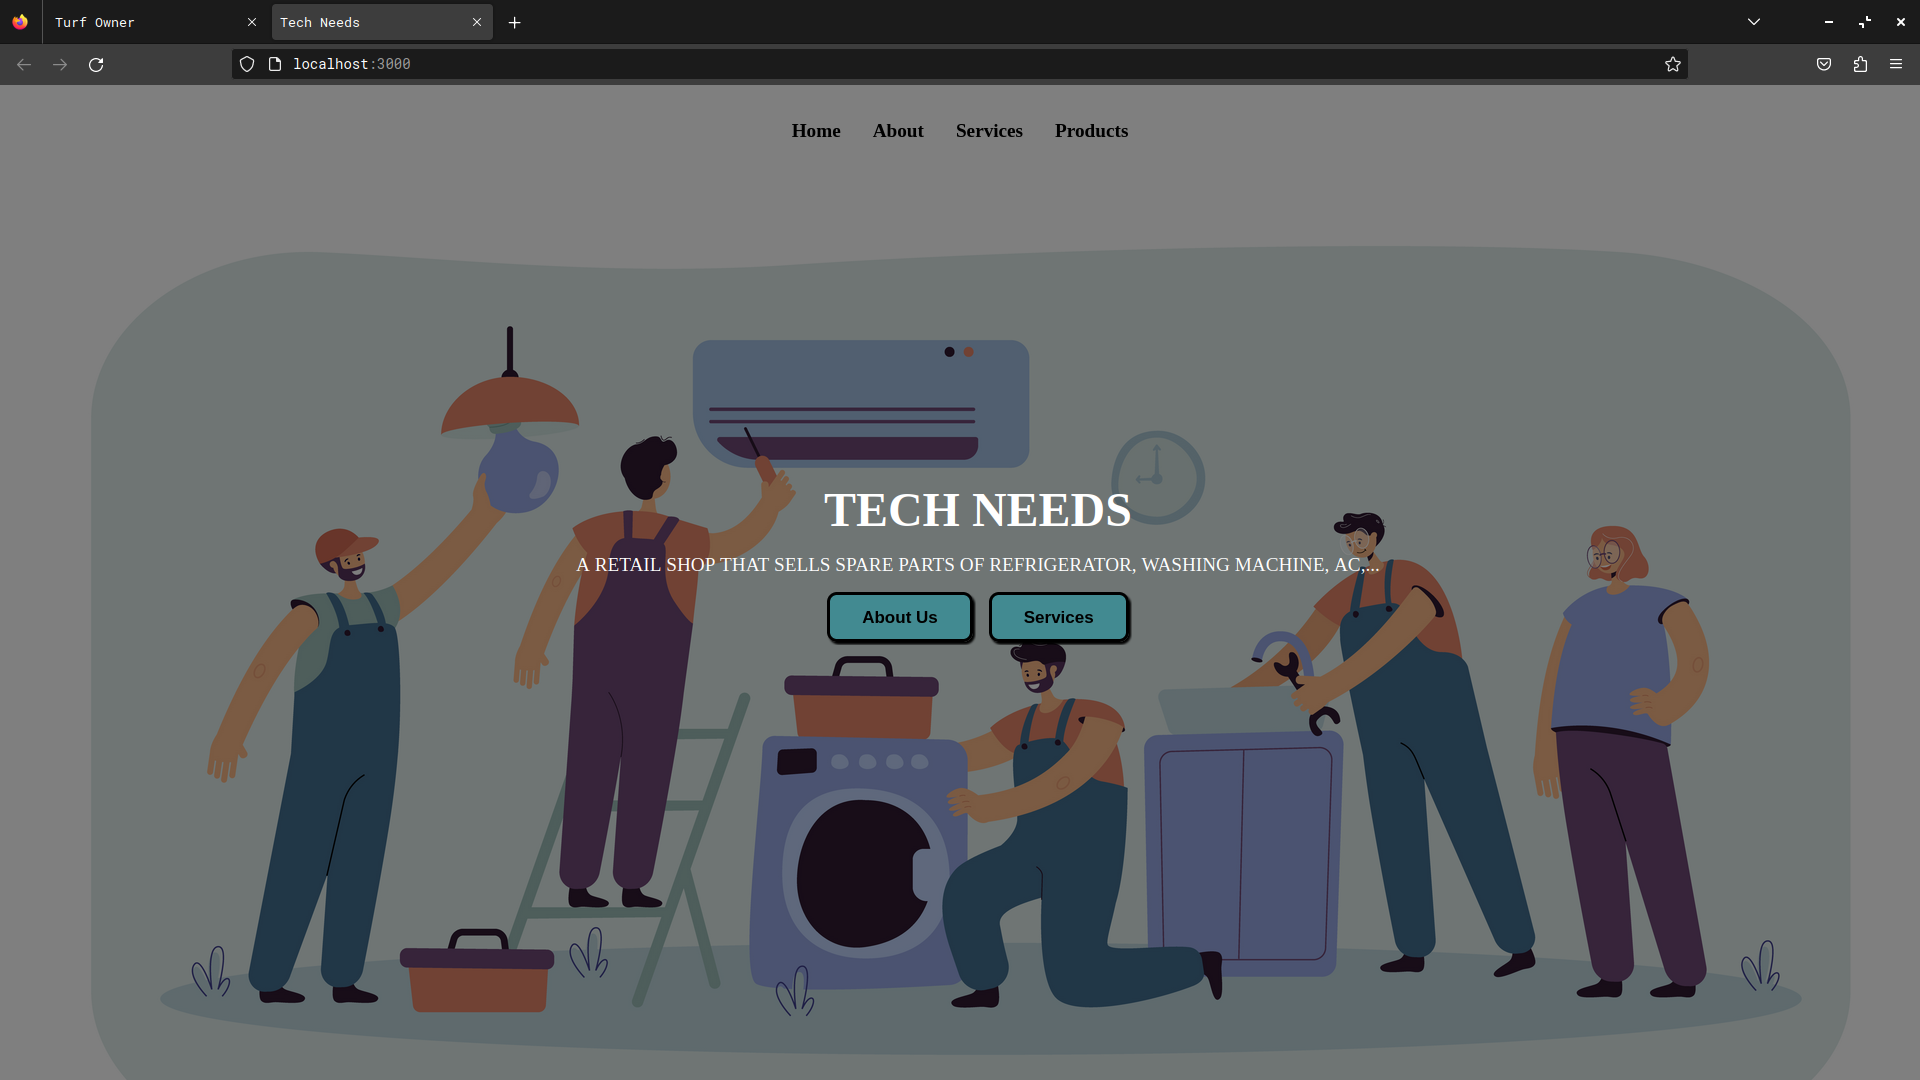 Turf Owner
Tech Needs
localhost:3000
Home About Services Products
TECH NEEDS
A RETAIL SHOP THAT SELLS SPARE PARTS OF REFRIGERATOR, WASHING MACHINE, AC,...
About Us Services